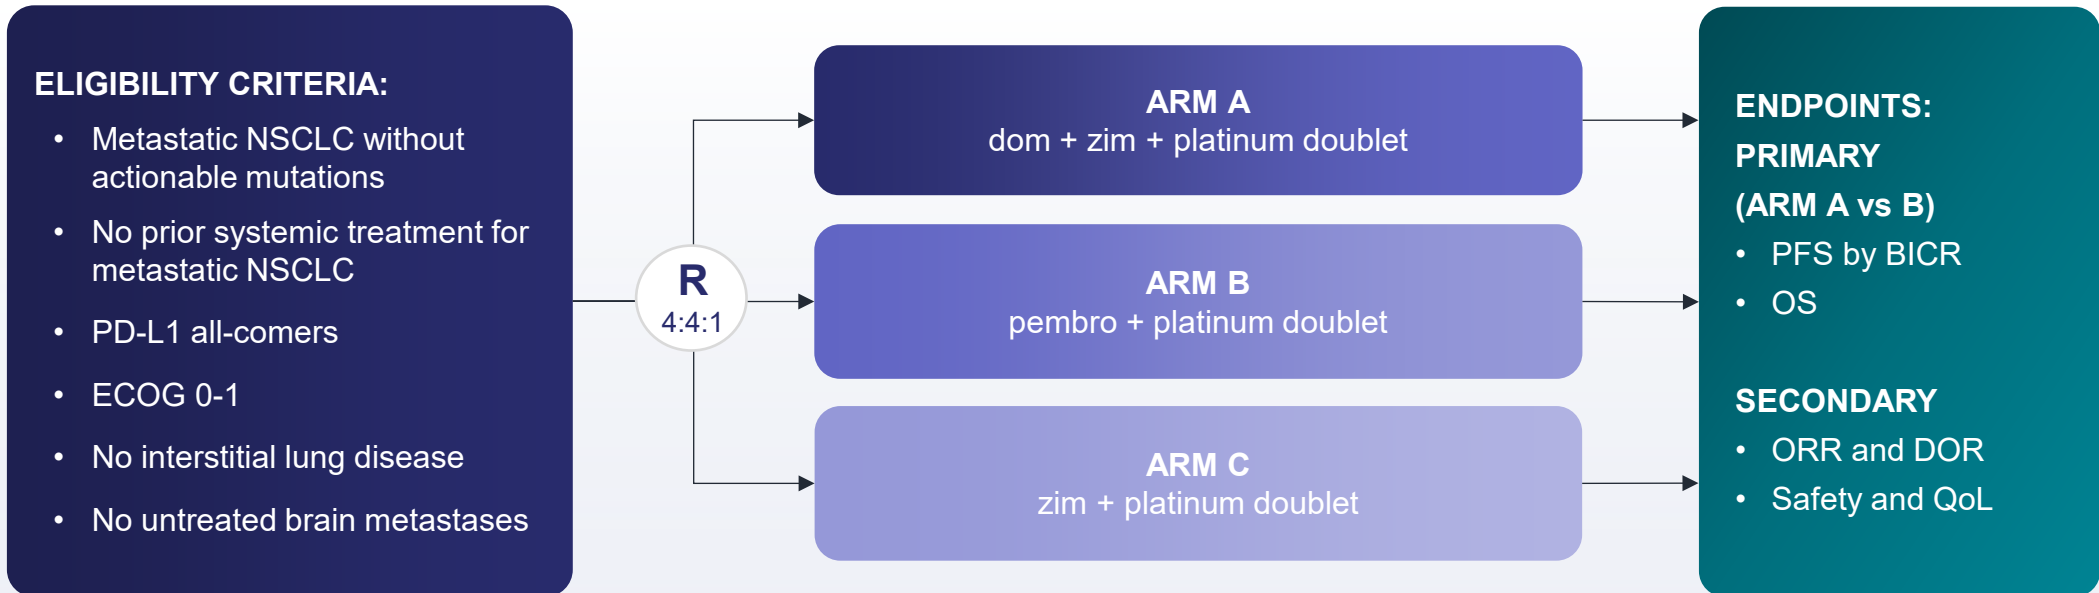 ELIGIBILITY CRITERIA:
• Metastatic NSCLC without
actionable mutations
• No prior systemic treatment for
metastatic NSCLC
• PD-L1 all-comers
• ECOG 0-1
• No interstitial lung disease
• No untreated brain metastases
R
4:4:1
ARM A
dom + zim + platinum doublet
ARM B
pembro + platinum doublet
ARM C
zim + platinum doublet
ENDPOINTS:
PRIMARY
(ARM A vs B)
• PFS by BICR
• OS
SECONDARY
• ORR and DOR
• Safety and QoL